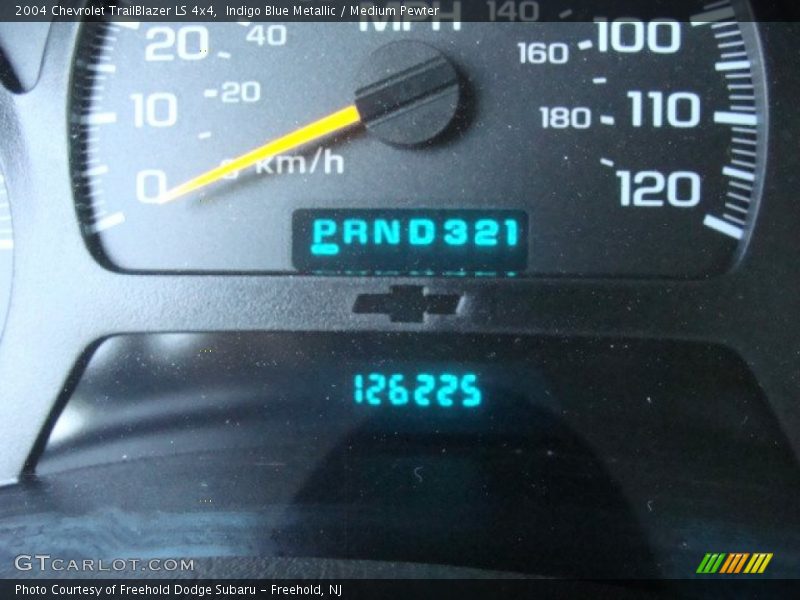 2004 Chevrolet TrailBlazer LS 4x4,  Indigo Blue Metallic / Medium Pewter
MPH 140
20 40 160 100
10 20 180 110
0 0 km/h 120
PRND321
126225
GTCARLOT.COM
Photo Courtesy of Freehold Dodge Subaru – Freehold, NJ